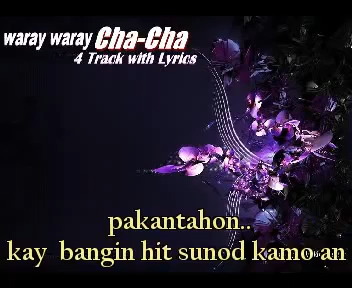 waray waray Cha-Cha
4 Track with Lyrics
pakantahon..
kay bangin hit sunod kamo an